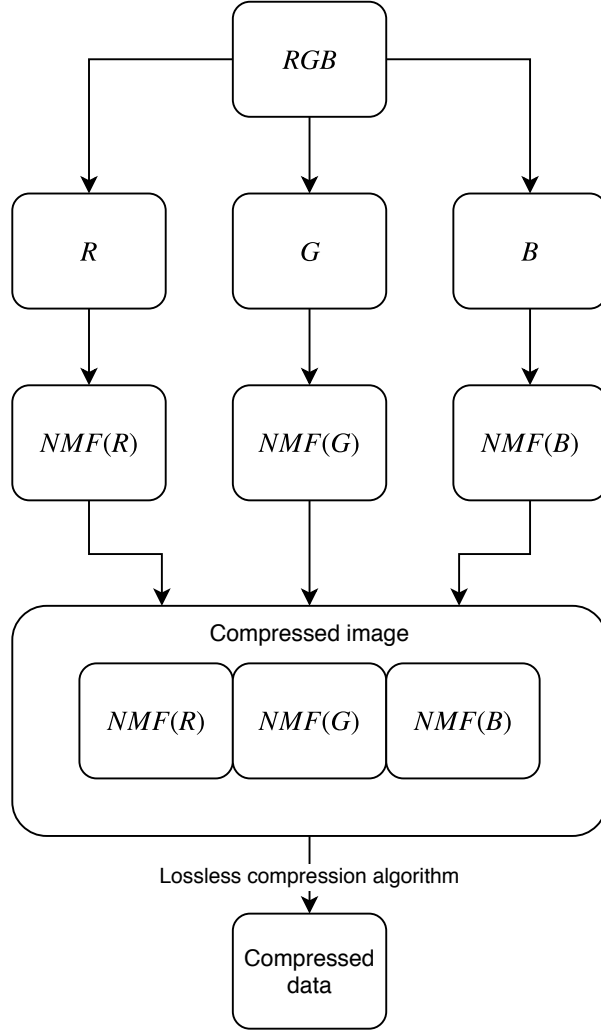 RGB
R
G
B
NMF(R)
NMF(G)
NMF(B)
Compressed image
NMF(R)
NMF(G)
NMF(B)
Lossless compression algorithm
Compressed
data